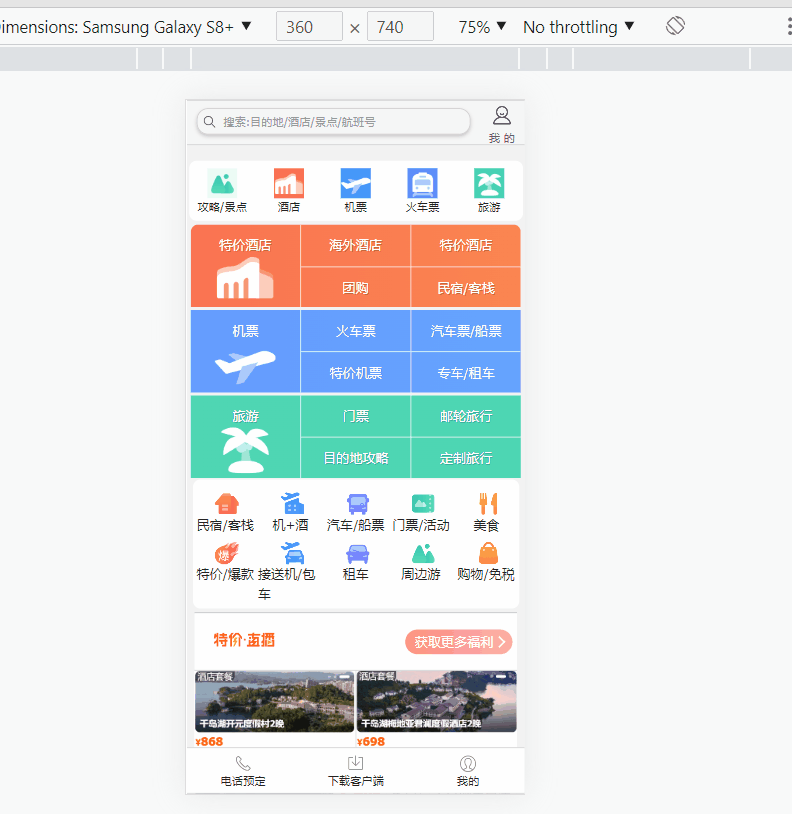 Dimensions: Samsung Galaxy S8+ ▼ 360 × 740 75% ▼ No throttling ▼
搜索:目的地/酒店/景点/航班号
我的
攻略/景点 酒店 机票 火车票 旅游
特价酒店 海外酒店 特价酒店
团购 民宿/客栈
机票 火车票 汽车票/船票
特价机票 专车/租车
旅游 门票 邮轮旅行
目的地攻略 定制旅行
民宿/客栈 机+酒 汽车/船票 门票/活动 美食
爆
特价/爆款 接送机/包车 租车 周边游 购物/免税
特价·直播 获取更多福利 >
酒店套餐 酒店套餐
千岛湖开元度假村2晚 千岛湖梅地亚君澜度假酒店2晚
¥868 ¥698
电话预定 下载客户端 我的